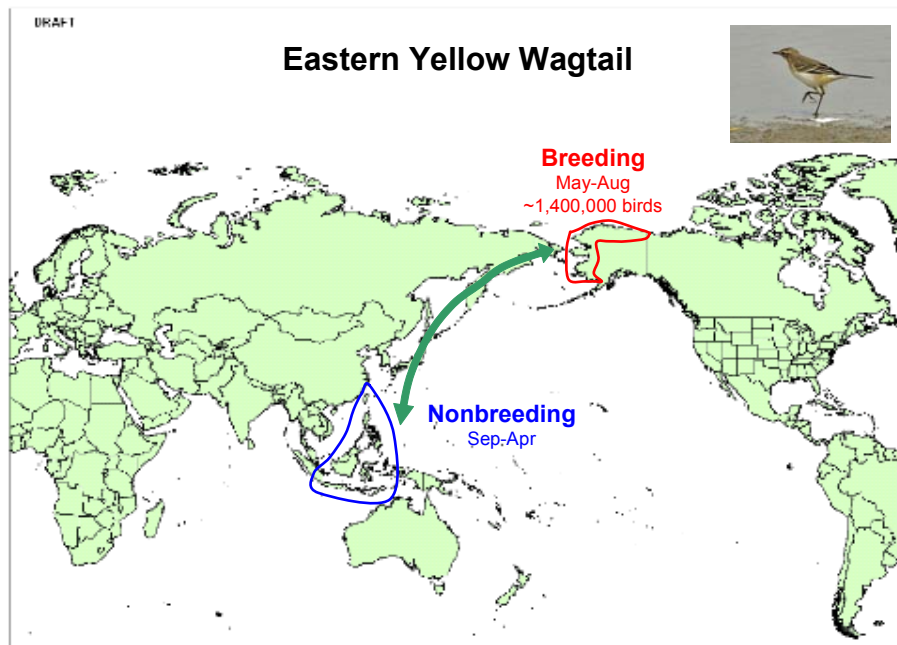 DRAFT
Eastern Yellow Wagtail
Breeding
May-Aug
~1,400,000 birds
Nonbreeding
Sep-Apr